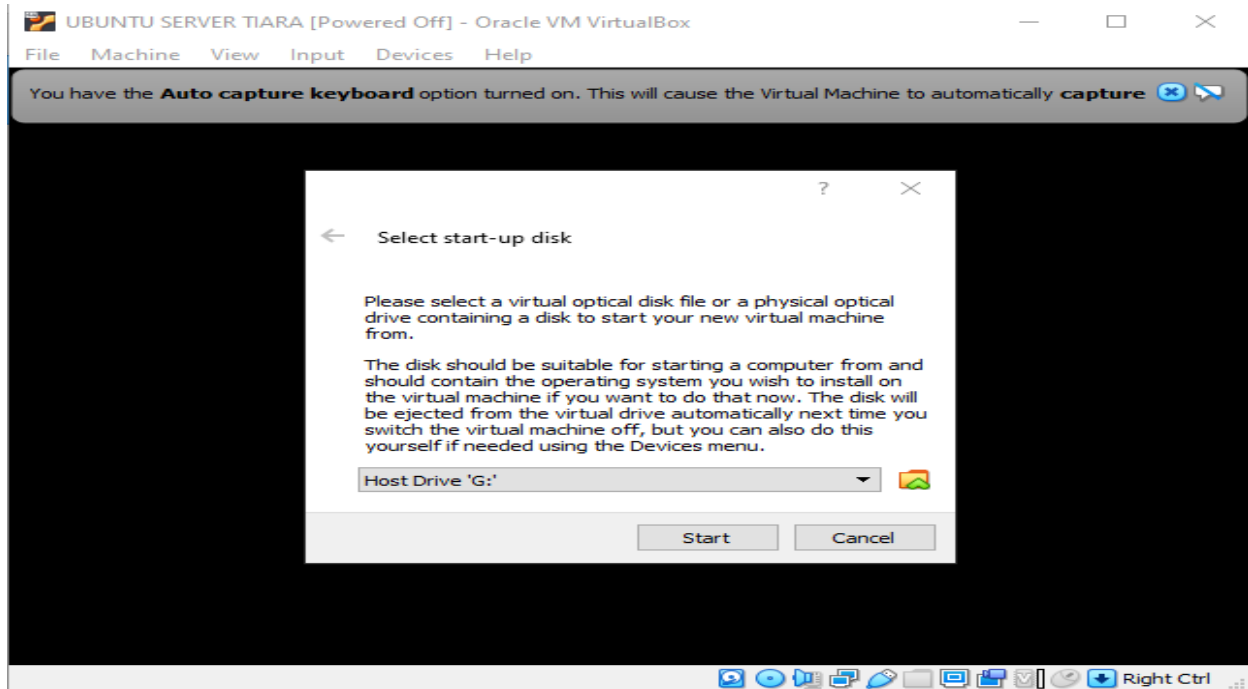 UBUNTU SERVER TIARA [Powered Off] - Oracle VM VirtualBox
File Machine View Input Devices Help
You have the Auto capture keyboard option turned on. This will cause the Virtual Machine to automatically capture
?
Select start-up disk
Please select a virtual optical disk file or a physical optical
drive containing a disk to start your new virtual machine
from.
The disk should be suitable for starting a computer from and
should contain the operating system you wish to install on
the virtual machine if you want to do that now. The disk will
be ejected from the virtual drive automatically next time you
switch the virtual machine off, but you can also do this
yourself if needed using the Devices menu.
Host Drive 'G:'
Start Cancel
Right Ctrl